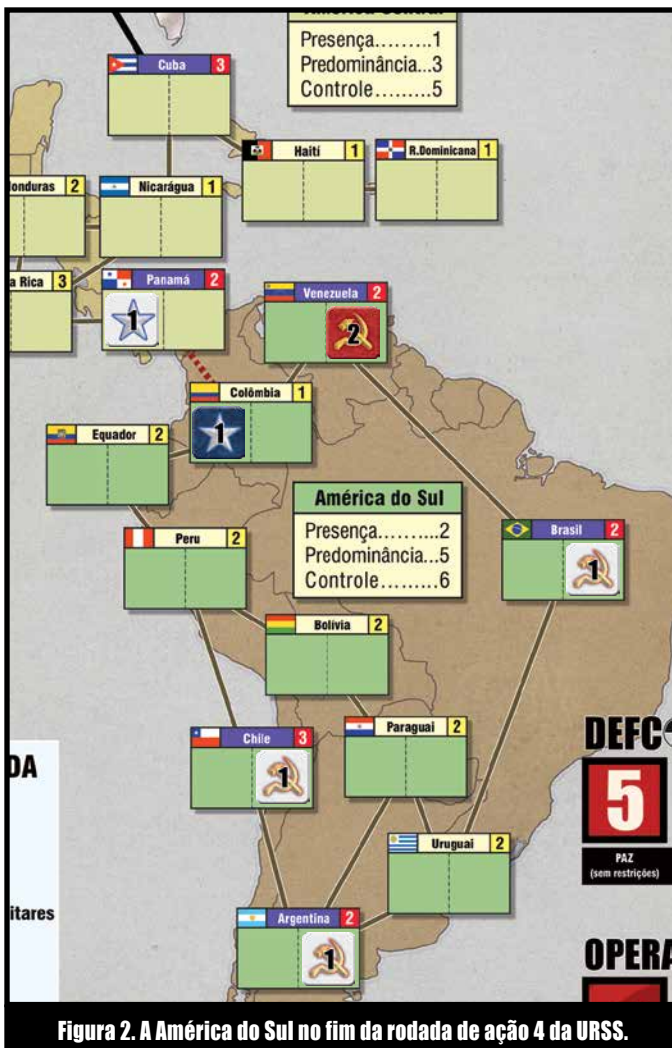 Presença........1
Predominância...3
Controle.........5
Cuba 3
Haití 1
R.Dominicana 1
onduras 2
Nicarágua 1
a Rica 3
Panamá 2
1
Venezuela 2
2
Colômbia 1
1
Equador 2
América do Sul
Presença.........2
Predominância...5
Controle.........6
Peru 2
Brasil 2
1
Bolívia 2
Chile 3
1
Paraguai 2
DA
DEFC
5
PAZ
(sem restrições)
Uruguai 2
itares
Argentina 2
1
OPERA
Figura 2. A América do Sul no fim da rodada de ação 4 da URSS.